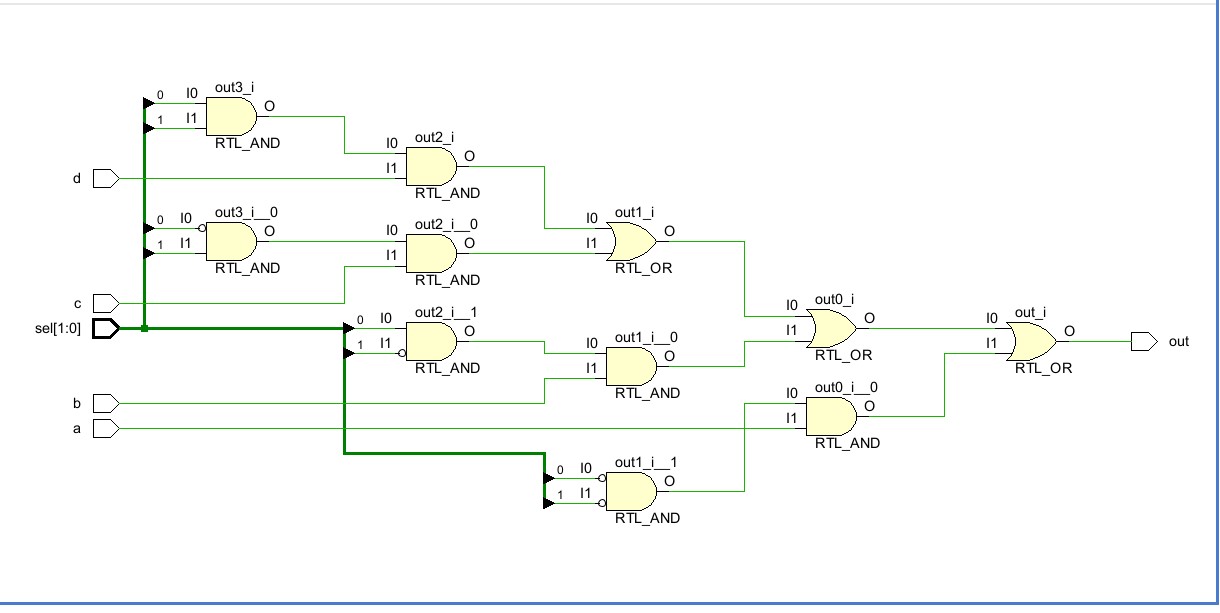 out3_i
0 I0 O
1 I1
RTL_AND
out2_i
I0 O
d I1
RTL_AND
out3_i__0
0 I0 O
1 I1
RTL_AND
out2_i__0
I0 O
I1
RTL_AND
out1_i
I0 O
I1
RTL_OR
c
sel[1:0]
out2_i__1
0 I0 O
1 I1
RTL_AND
out1_i__0
I0 O
I1
RTL_AND
out0_i
I0 O
I1
RTL_OR
out_i
I0 O
I1 out
RTL_OR
b
a
out0_i__0
I0 O
I1
RTL_AND
out1_i__1
0 I0 O
1 I1
RTL_AND